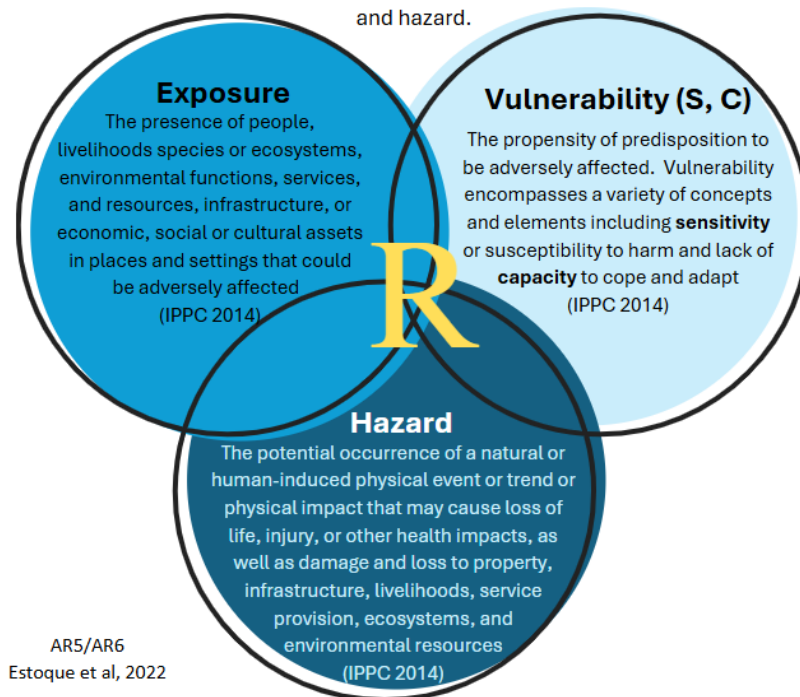 and hazard.
Exposure
The presence of people,
livelihoods species or ecosystems,
environmental functions, services,
and resources, infrastructure, or
economic, social or cultural assets
in places and settings that could
be adversely affected
(IPPC 2014)
Vulnerability (S, C)
The propensity of predisposition to
be adversely affected. Vulnerability
encompasses a variety of concepts
and elements including sensitivity
or susceptibility to harm and lack of
capacity to cope and adapt
(IPPC 2014)
R
Hazard
The potential occurrence of a natural or
human-induced physical event or trend or
physical impact that may cause loss of
life, injury, or other health impacts, as
well as damage and loss to property,
infrastructure, livelihoods, service
provision, ecosystems, and
environmental resources
(IPPC 2014)
AR5/AR6
Estoque et al, 2022